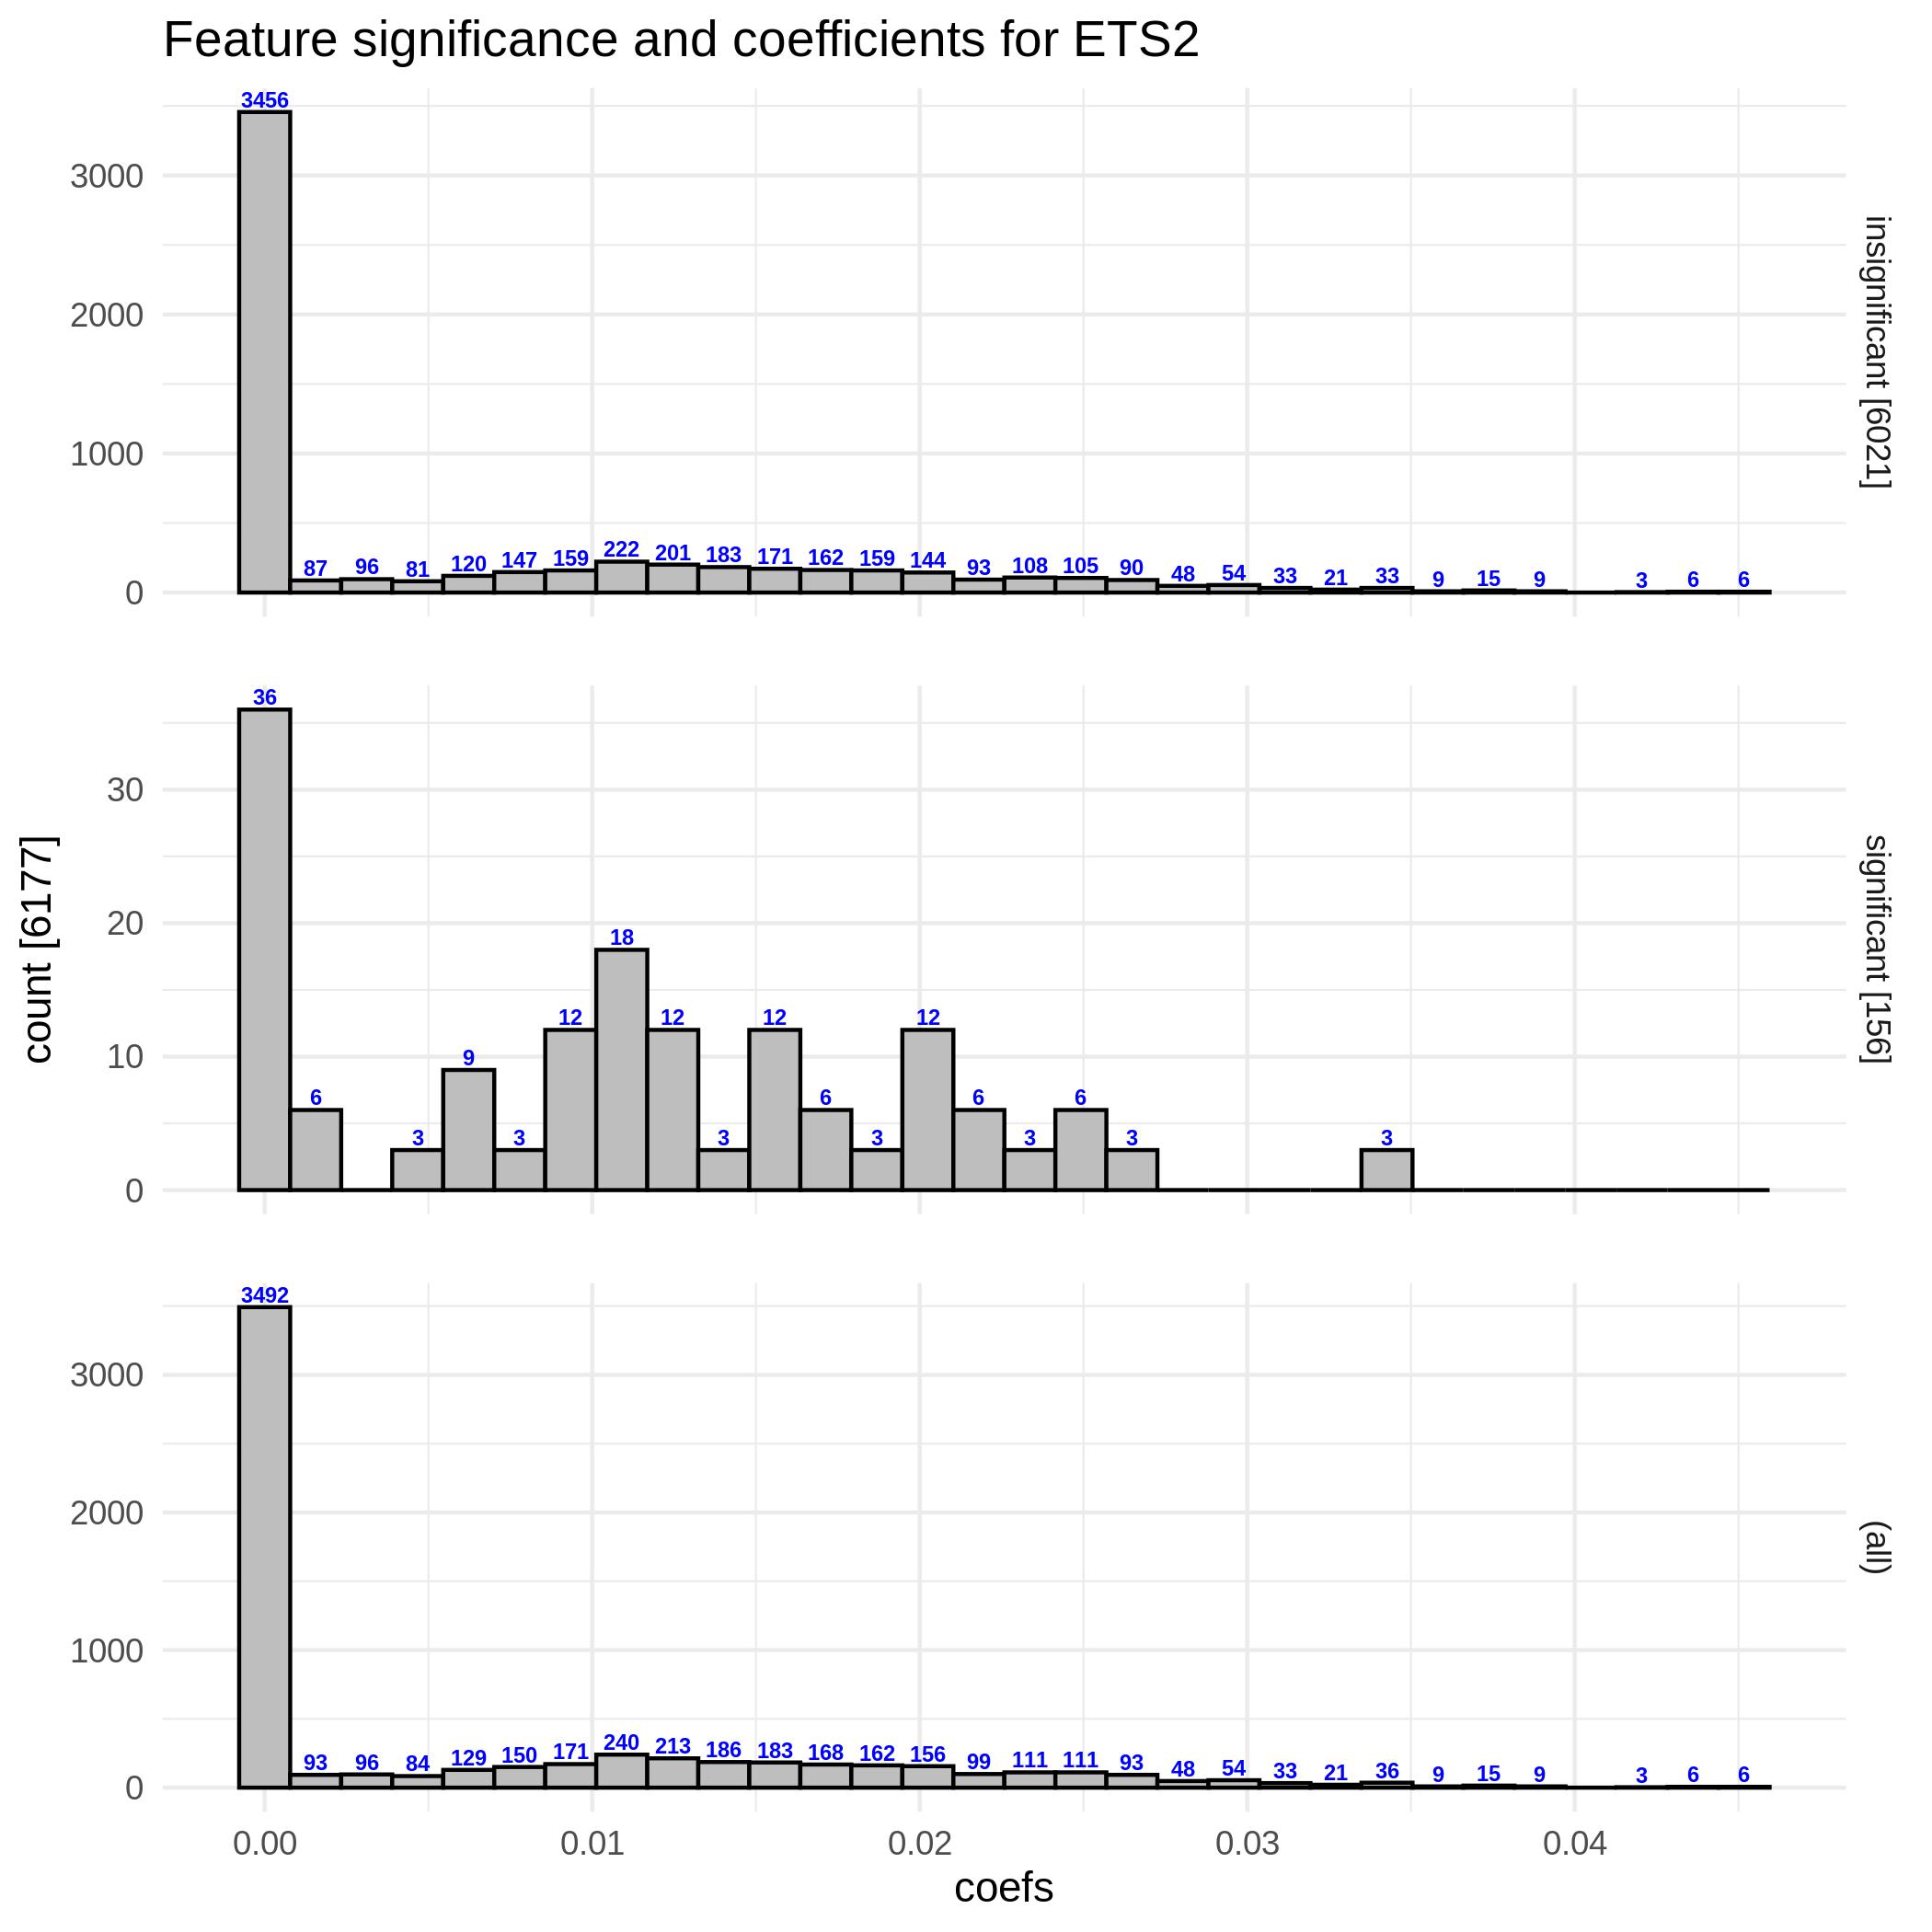 Feature significance and coefficients for ETS2
3456
87 96 81 120 147 159 222 201 183 171 162 159 144 93 108 105 90 48 54 33 21 33 9 15 9 3 6 6
3000
2000
1000
0
insignificant [6021]
36
6 3 9 3 12 18 12 3 12 6 3 12 6 3 6 3 3
30
20
10
0
significant [156]
count [6177]
3492
93 96 84 129 150 171 240 213 186 183 168 162 156 99 111 111 93 48 54 33 21 36 9 15 9 3 6 6
3000
2000
1000
0
(all)
0.00 0.01 0.02 0.03 0.04
coefs